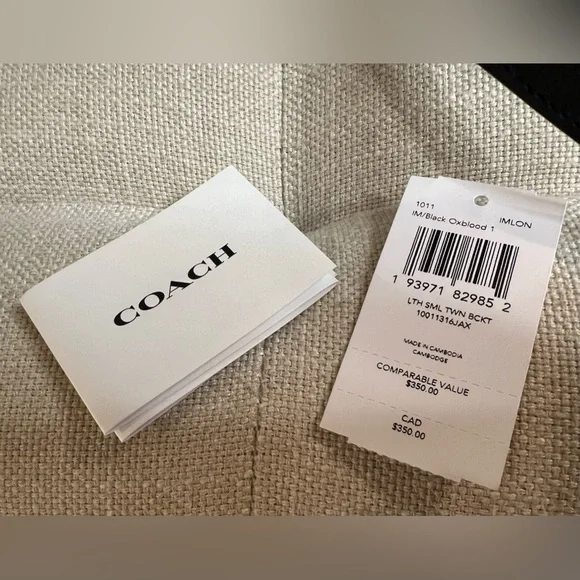 COACH
1011
IMLON
IM/Black Oxblood 1
1 93971 82985 2
LTH SML TWN BCKT
10011316JAX
MADE IN CAMBODIA
CAMBODGE
COMPARABLE VALUE
$350.00
CAD
$350.00